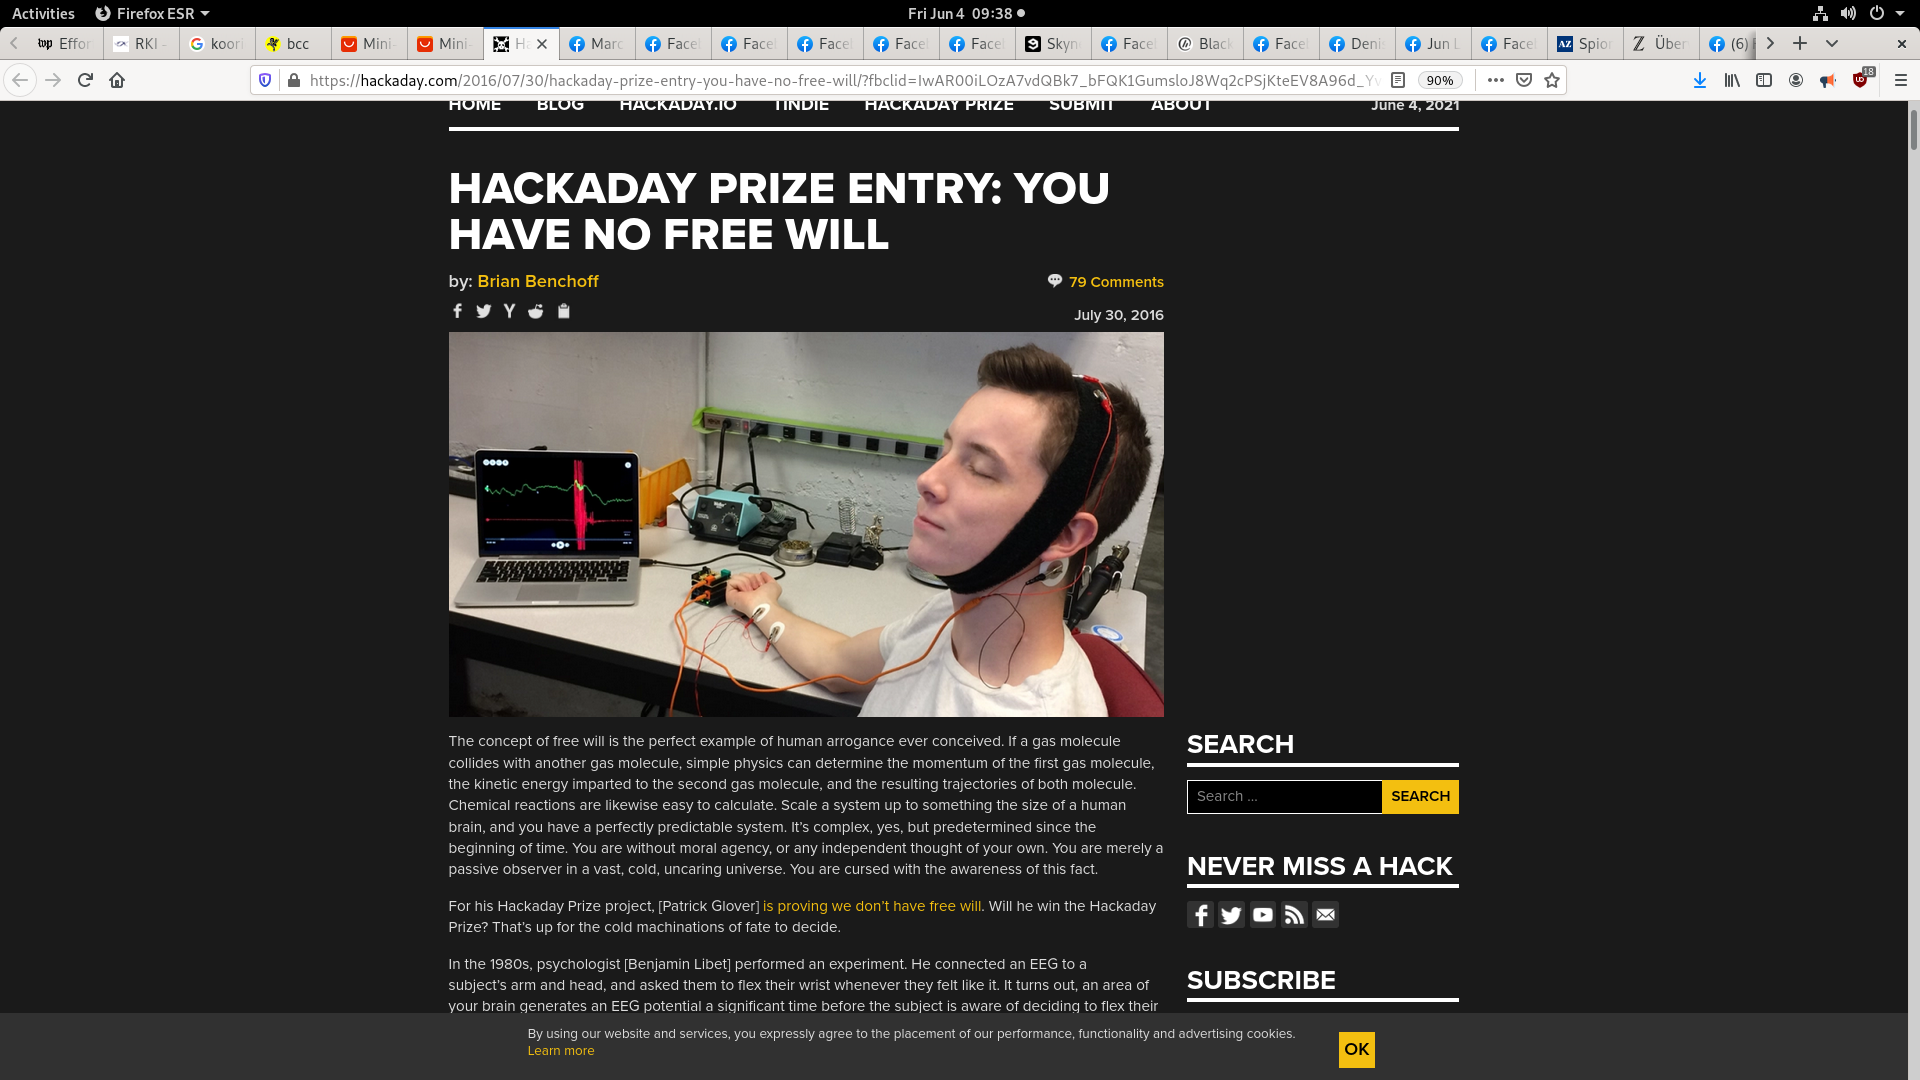 Activities Firefox ESR Fri Jun 4 09:38
Effor RKI - koor bcc Mini- Mini- Ha Marc Face Face Face Face Face Face Skyn Face Black Face Deni Jun L Face AZ Spior Z Über (6)
https://hackaday.com/2016/07/30/hackaday-prize-entry-you-have-no-free-will/?fbclid=IwAR00iLOzA7vdQBk7_bFQK1GumsloJ8Wq2cPSjKteEV8A96d_Yv 90% 18
HOME BLOG HACKADAY.IO TINDIE HACKADAY PRIZE SUBMIT ABOUT June 4, 2021
HACKADAY PRIZE ENTRY: YOU
HAVE NO FREE WILL
by: Brian Benchoff 79 Comments
July 30, 2016
The concept of free will is the perfect example of human arrogance ever conceived. If a gas molecule
collides with another gas molecule, simple physics can determine the momentum of the first gas molecule,
the kinetic energy imparted to the second gas molecule, and the resulting trajectories of both molecule.
Chemical reactions are likewise easy to calculate. Scale a system up to something the size of a human
brain, and you have a perfectly predictable system. It's complex, yes, but predetermined since the
beginning of time. You are without moral agency, or any independent thought of your own. You are merely a
passive observer in a vast, cold, uncaring universe. You are cursed with the awareness of this fact.
For his Hackaday Prize project, [Patrick Glover] is proving we don't have free will. Will he win the Hackaday
Prize? That's up for the cold machinations of fate to decide.
In the 1980s, psychologist [Benjamin Libet] performed an experiment. He connected an EEG to a
subject's arm and head, and asked them to flex their wrist whenever they felt like it. It turns out, an area of
your brain generates an EEG potential a significant time before the subject is aware of deciding to flex their
SEARCH
Search ... SEARCH
NEVER MISS A HACK
SUBSCRIBE
By using our website and services, you expressly agree to the placement of our performance, functionality and advertising cookies.
Learn more
OK